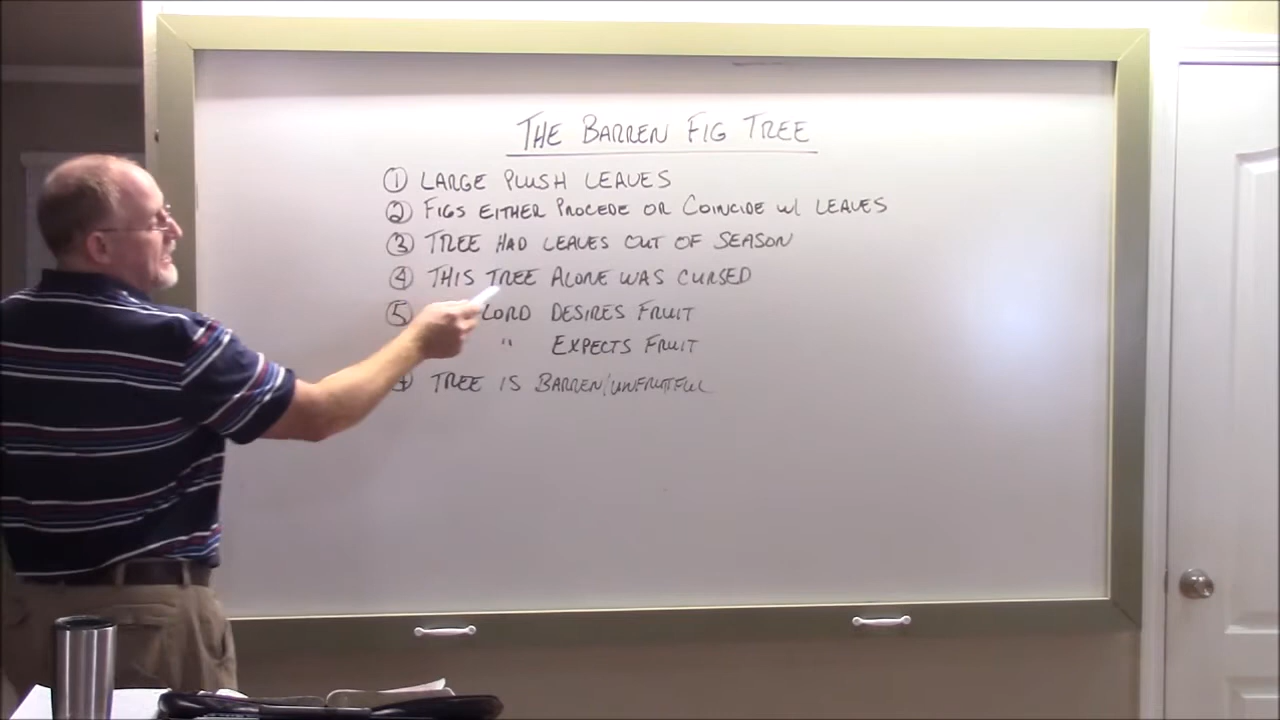 THE BARREN FIG TREE
① LARGE PLUSH LEAVES
② FIGS EITHER PROCEDE OR COINCIDE W/ LEAVES
③ TREE HAD LEAVES OUT OF SEASON
④ THIS TREE ALONE WAS CURSED
⑤ LORD DESIRES FRUIT
" EXPECTS FRUIT
TREE IS BARREN/UNFRUITFUL